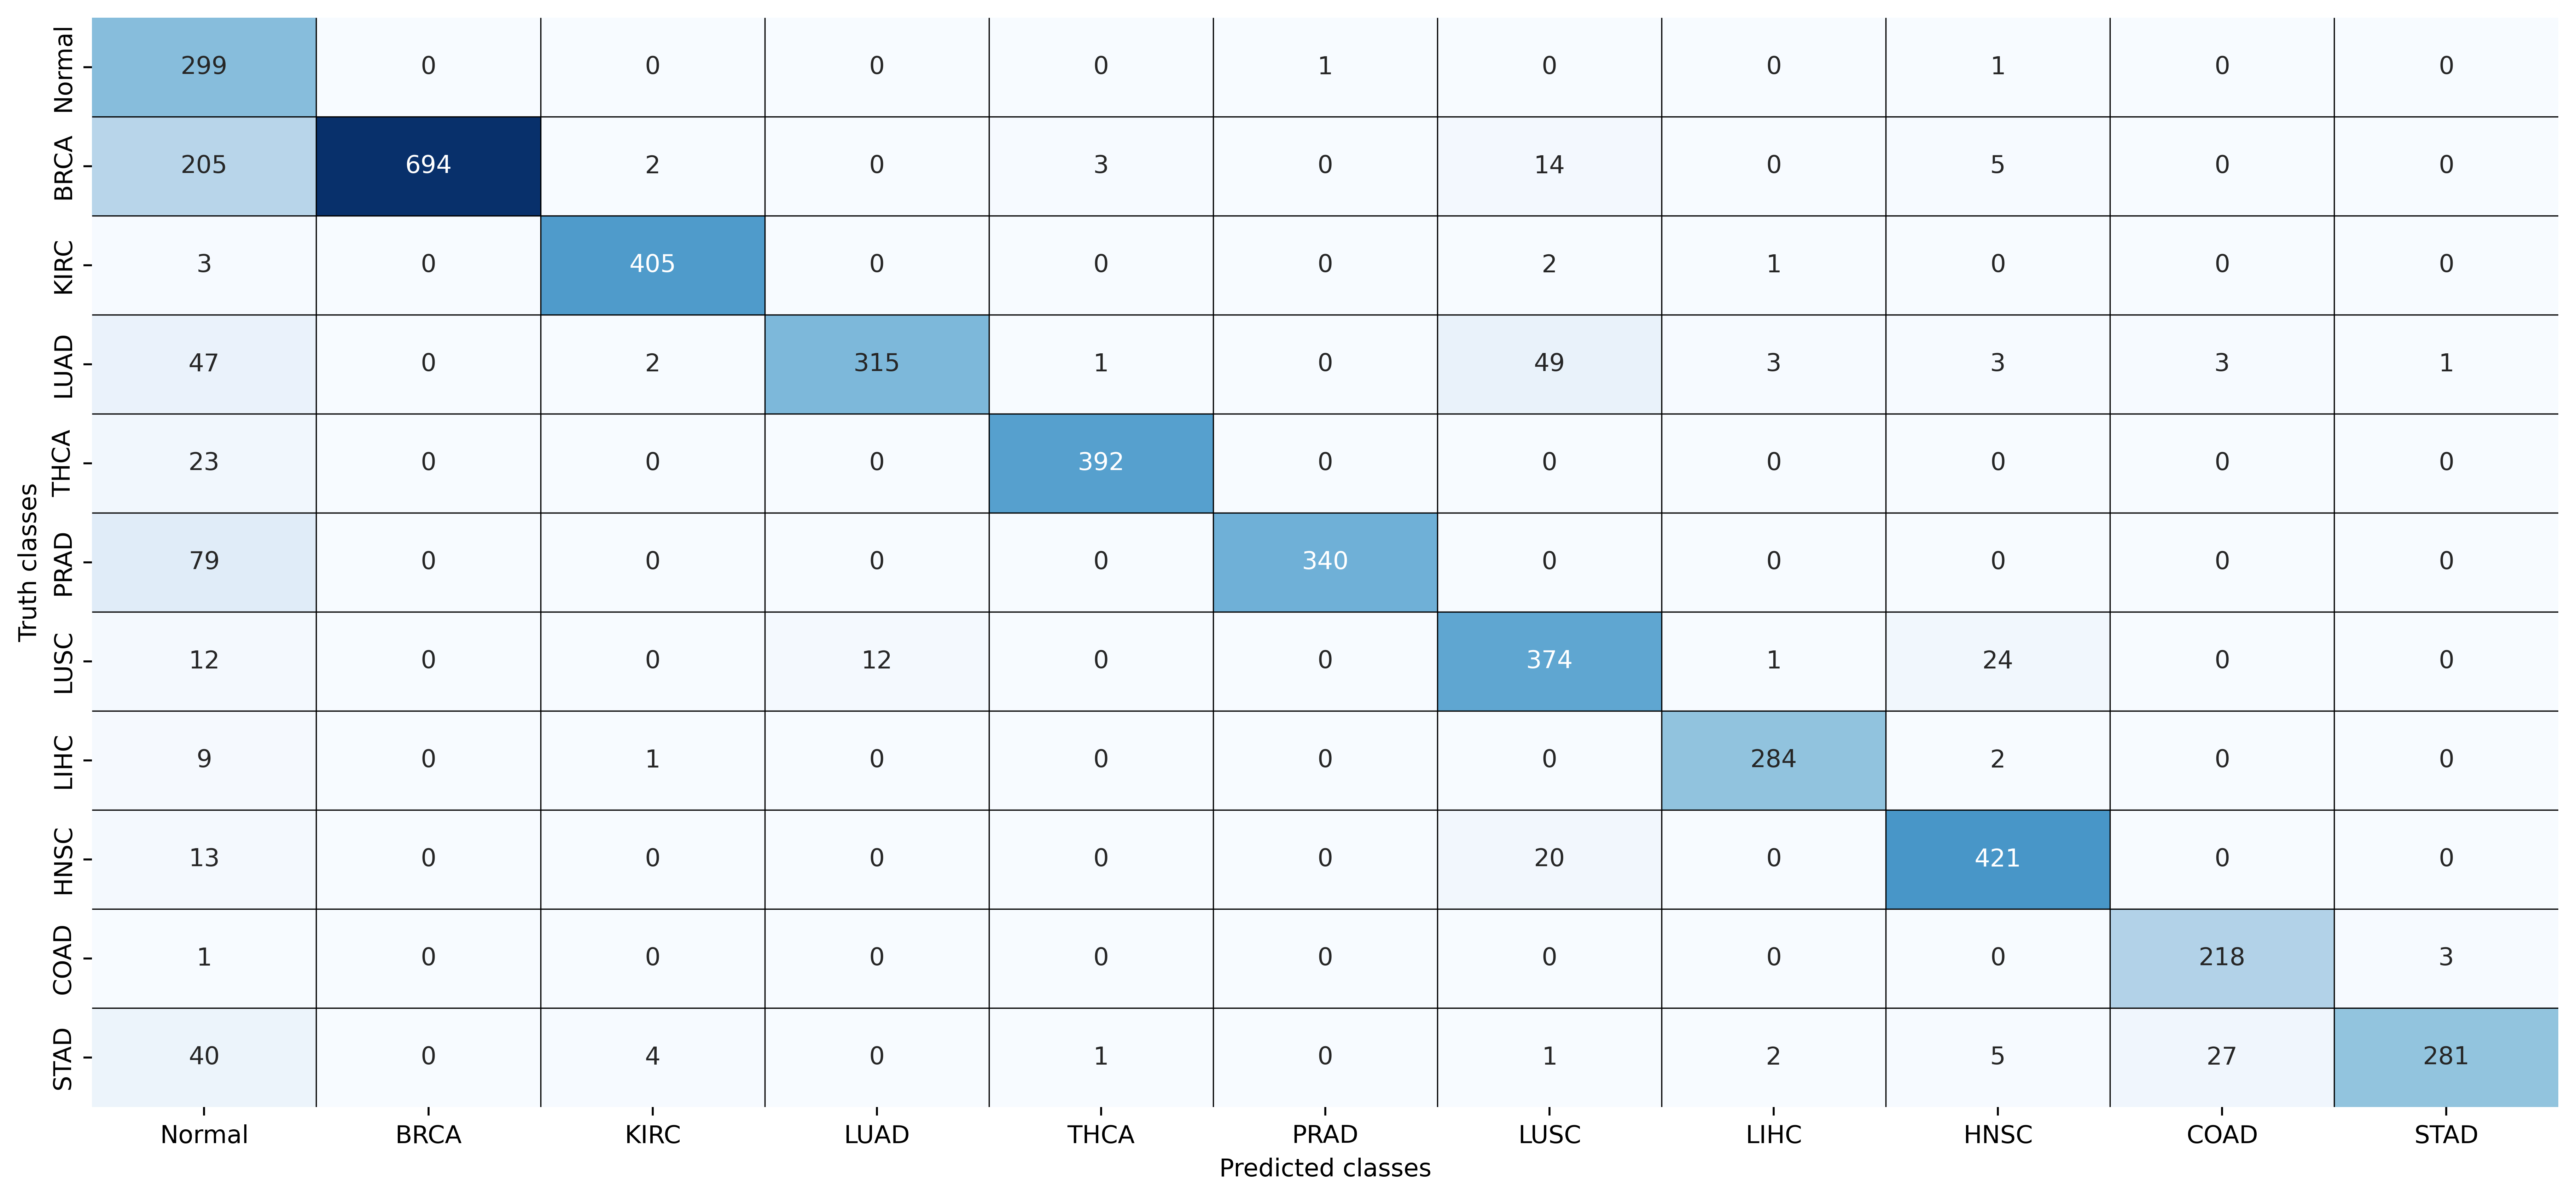 Normal 299 0 0 0 0 1 0 0 1 0 0
BRCA 205 694 2 0 3 0 14 0 5 0 0
KIRC 3 0 405 0 0 0 2 1 0 0 0
LUAD 47 0 2 315 1 0 49 3 3 3 1
THCA 23 0 0 0 392 0 0 0 0 0 0
PRAD 79 0 0 0 0 340 0 0 0 0 0
LUSC 12 0 0 12 0 0 374 1 24 0 0
LIHC 9 0 1 0 0 0 0 284 2 0 0
HNSC 13 0 0 0 0 0 20 0 421 0 0
COAD 1 0 0 0 0 0 0 0 0 218 3
STAD 40 0 4 0 1 0 1 2 5 27 281
Truth classes
Normal BRCA KIRC LUAD THCA PRAD LUSC LIHC HNSC COAD STAD
Predicted classes